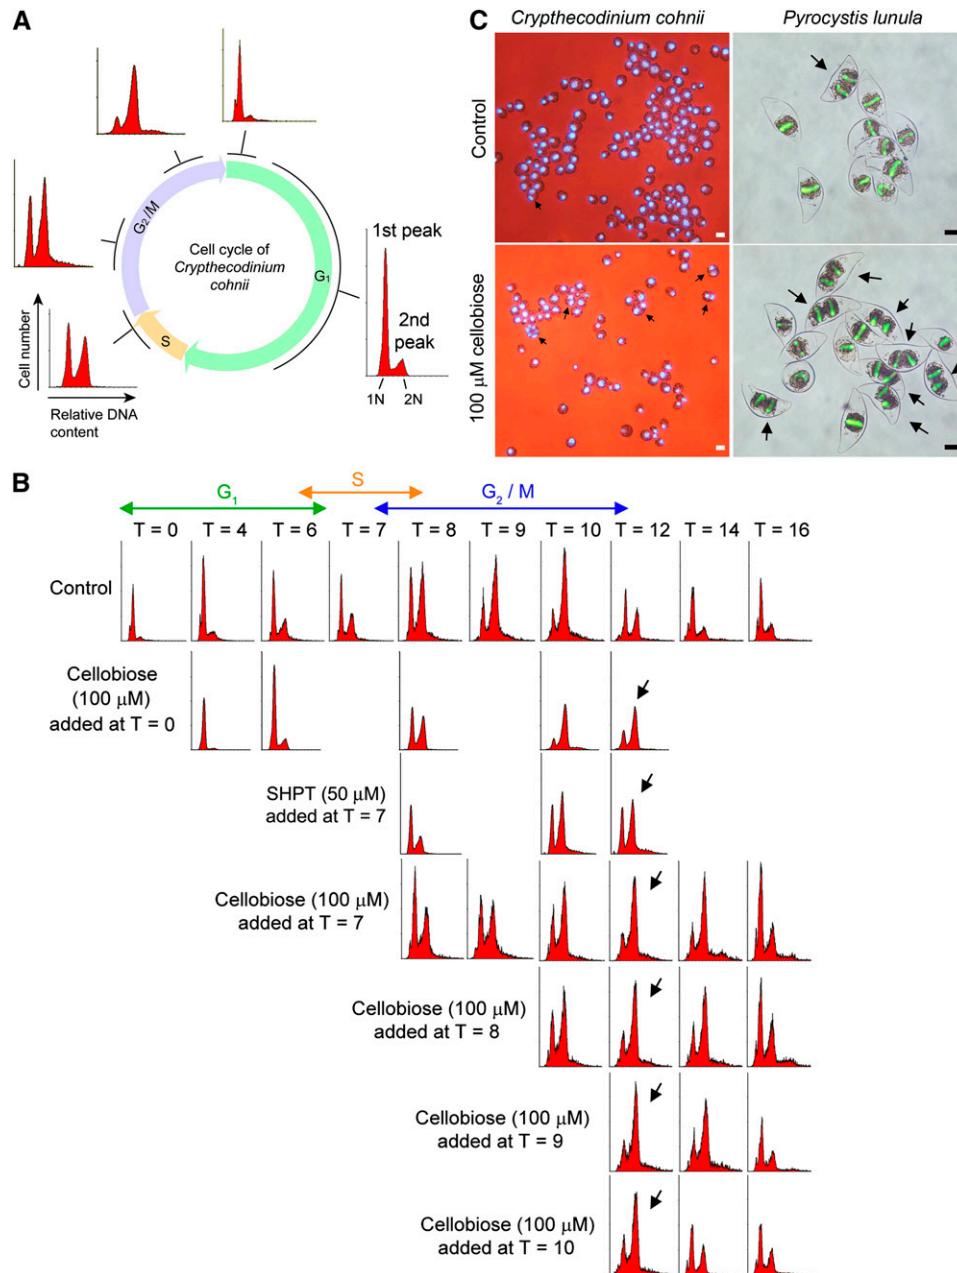 A
G₂ /M
G₁
S
Cell cycle of
Crypthecodinium
cohnii
1st peak
2nd
peak
1N
2N
Cell number
Relative DNA
content
C
Crypthecodinium cohnii
Pyrocystis lunula
Control
100 μM cellobiose
B
G₁
S
G₂ / M
T = 0
T = 4
T = 6
T = 7
T = 8
T = 9
T = 10
T = 12
T = 14
T = 16
Control
Cellobiose
(100 μM)
added at T = 0
SHPT (50 μM)
added at T = 7
Cellobiose (100 μM)
added at T = 7
Cellobiose (100 μM)
added at T = 8
Cellobiose (100 μM)
added at T = 9
Cellobiose (100 μM)
added at T = 10